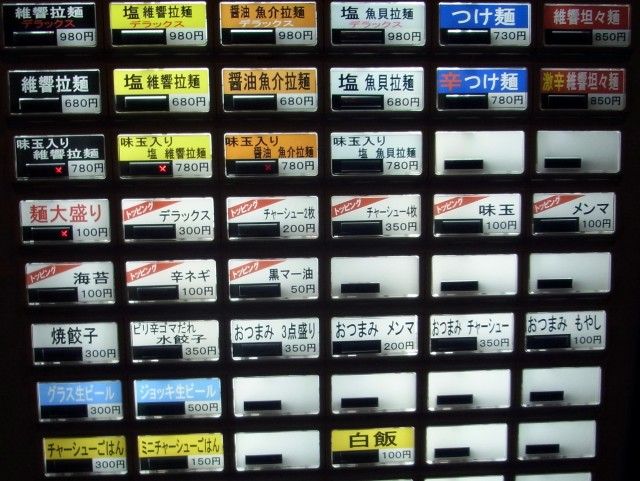 維響拉麺
デラックス
980円
塩 維響拉麺
デラックス
980円
醤油 魚介拉麺
デラックス
980円
塩 魚貝拉麺
デラックス
980円
つけ麺
730円
維響坦々麺
850円
維響拉麺
680円
塩 維響拉麺
680円
醤油魚介拉麺
680円
塩 魚貝拉麺
680円
辛つけ麺
780円
激辛維響坦々麺
850円
味玉入り
維響拉麺
780円
味玉入り
塩 維響拉麺
780円
味玉入り
醤油 魚介拉麺
780円
味玉入り
塩 魚貝拉麺
780円
麺大盛り
100円
トッピング
デラックス
300円
トッピング
チャーシュー2枚
200円
トッピング
チャーシュー4枚
350円
トッピング
味玉
100円
トッピング
メンマ
100円
トッピング
海苔
100円
トッピング
辛ネギ
100円
トッピング
黒マー油
50円
焼餃子
300円
ピリ辛ゴマだれ
水餃子
350円
おつまみ 3点盛り
350円
おつまみ メンマ
200円
おつまみ チャーシュー
350円
おつまみ もやし
100円
グラス生ビール
300円
ジョッキ生ビール
500円
チャーシューごはん
300円
ミニチャーシューごはん
150円
白飯
100円